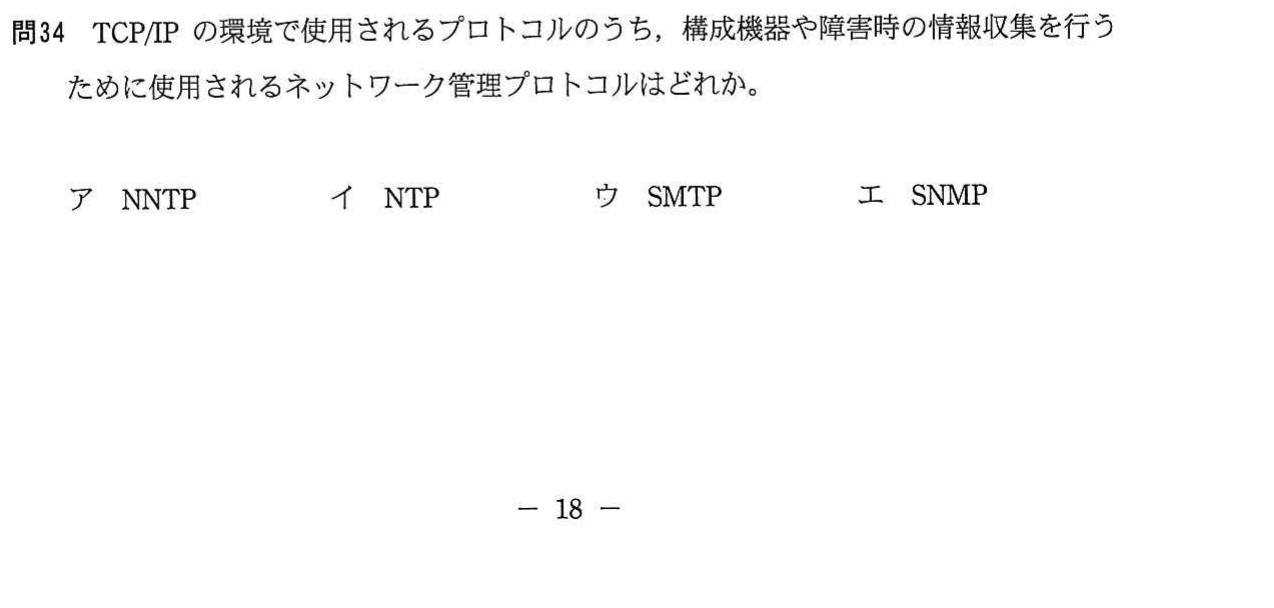 問34 TCP/IP の環境で使用されるプロトコルのうち，構成機器や障害時の情報収集を行う
ために使用されるネットワーク管理プロトコルはどれか。
ア NNTP イ NTP ウ SMTP エ SNMP
－ 18 －